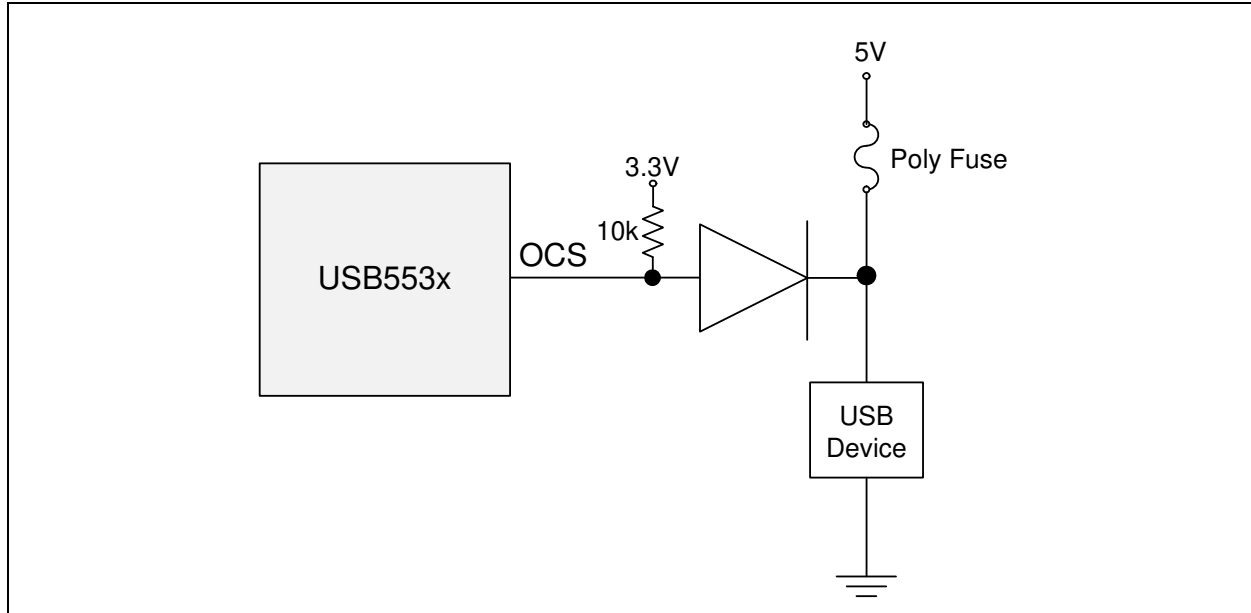 5V
Poly Fuse
3.3V
10k
OCS
USB553x
USB
Device